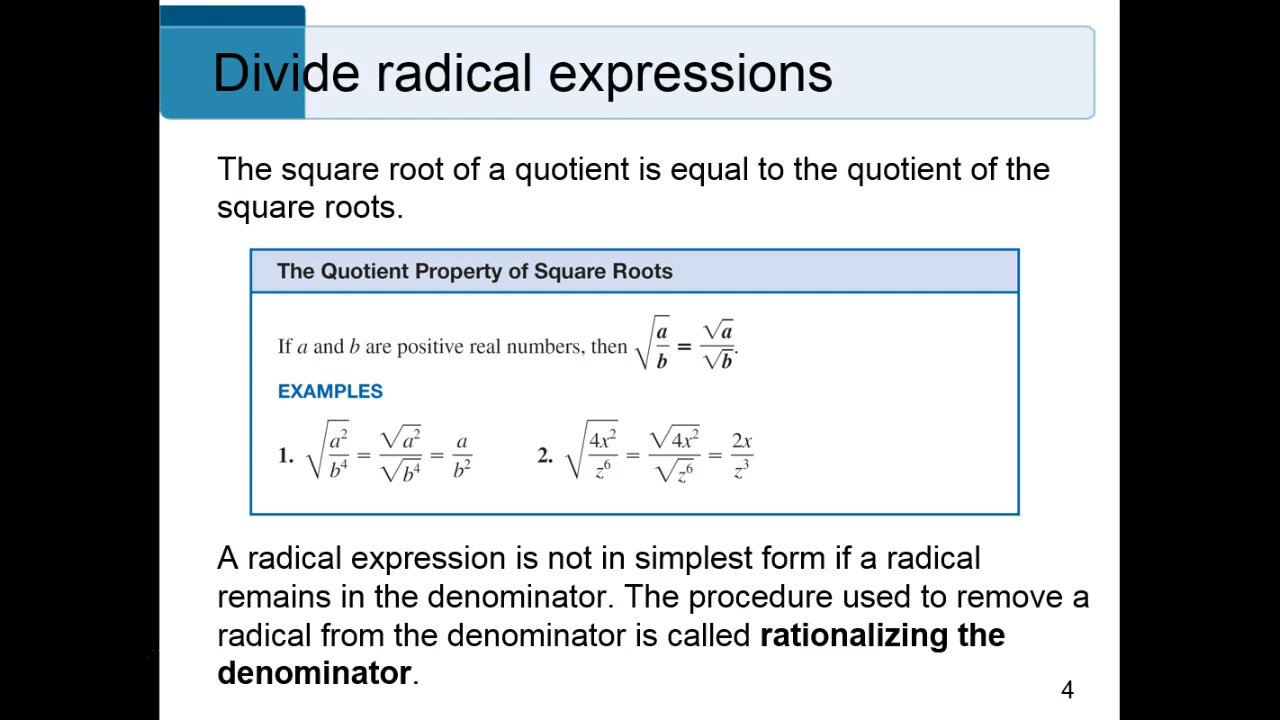 Divide radical expressions
The square root of a quotient is equal to the quotient of the
square roots.
The Quotient Property of Square Roots
If a and b are positive real numbers, then √(a/b) = √a/√b.
EXAMPLES
1. √(a²/b⁴) = √a²/√b⁴ = a/b² 2. √(4x²/z⁶) = √4x²/√z⁶ = 2x/z³
A radical expression is not in simplest form if a radical
remains in the denominator. The procedure used to remove a
radical from the denominator is called rationalizing the
denominator.
4